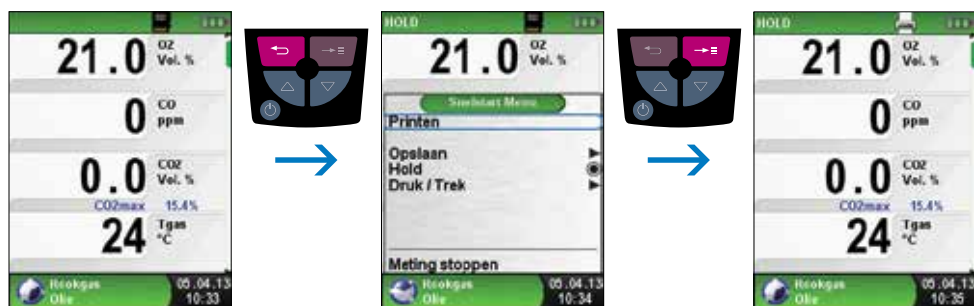 21.0 O2 Vol. %
0 CO ppm
0.0 CO2 Vol. %
CO2max 15.4%
24 Tgas °C
Rookgas 05.04.13
Olie 10:33
HOLD
21.0 O2 Vol. %
Snelstart Menu
Printen
Opslaan
Hold
Druk / Trek
Meting stoppen
Rookgas 05.04.13
Olie 10:34
HOLD
21.0 O2 Vol. %
0 CO ppm
0.0 CO2 Vol. %
CO2max 15.4%
24 Tgas °C
Rookgas 05.04.13
Olie 10:36